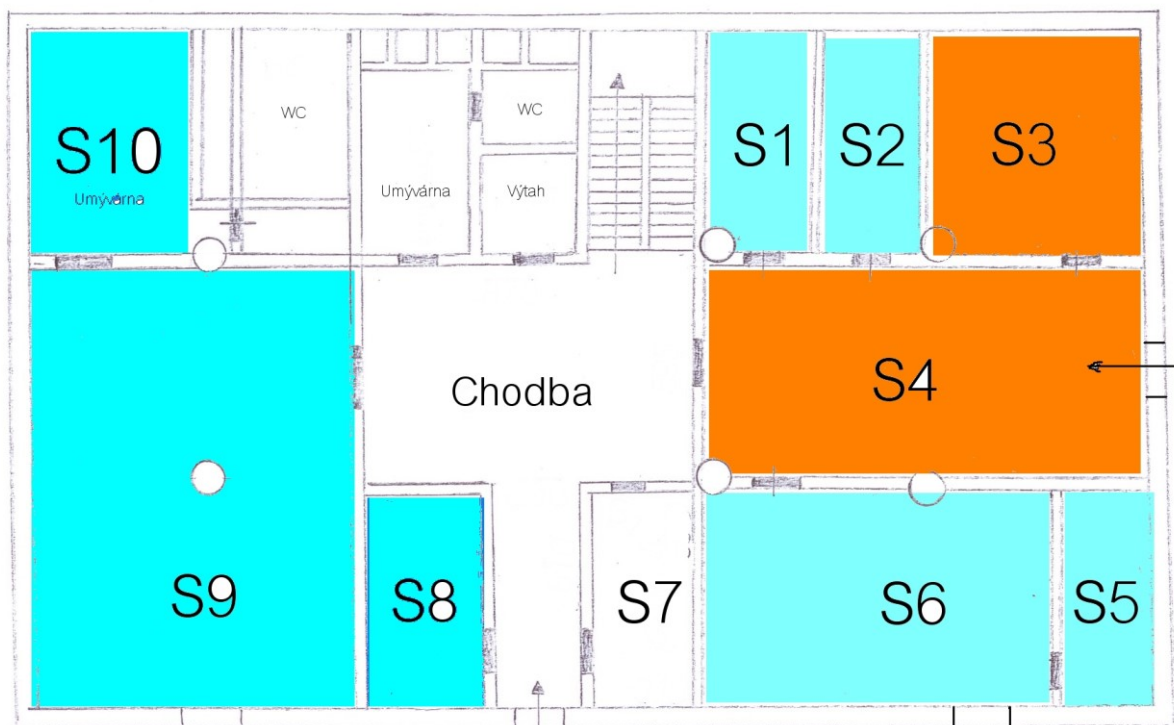 S10
Umývárna
WC
Umývárna
WC
Výtah
S1
S2
S3
S4
Chodba
S9
S8
S7
S6
S5